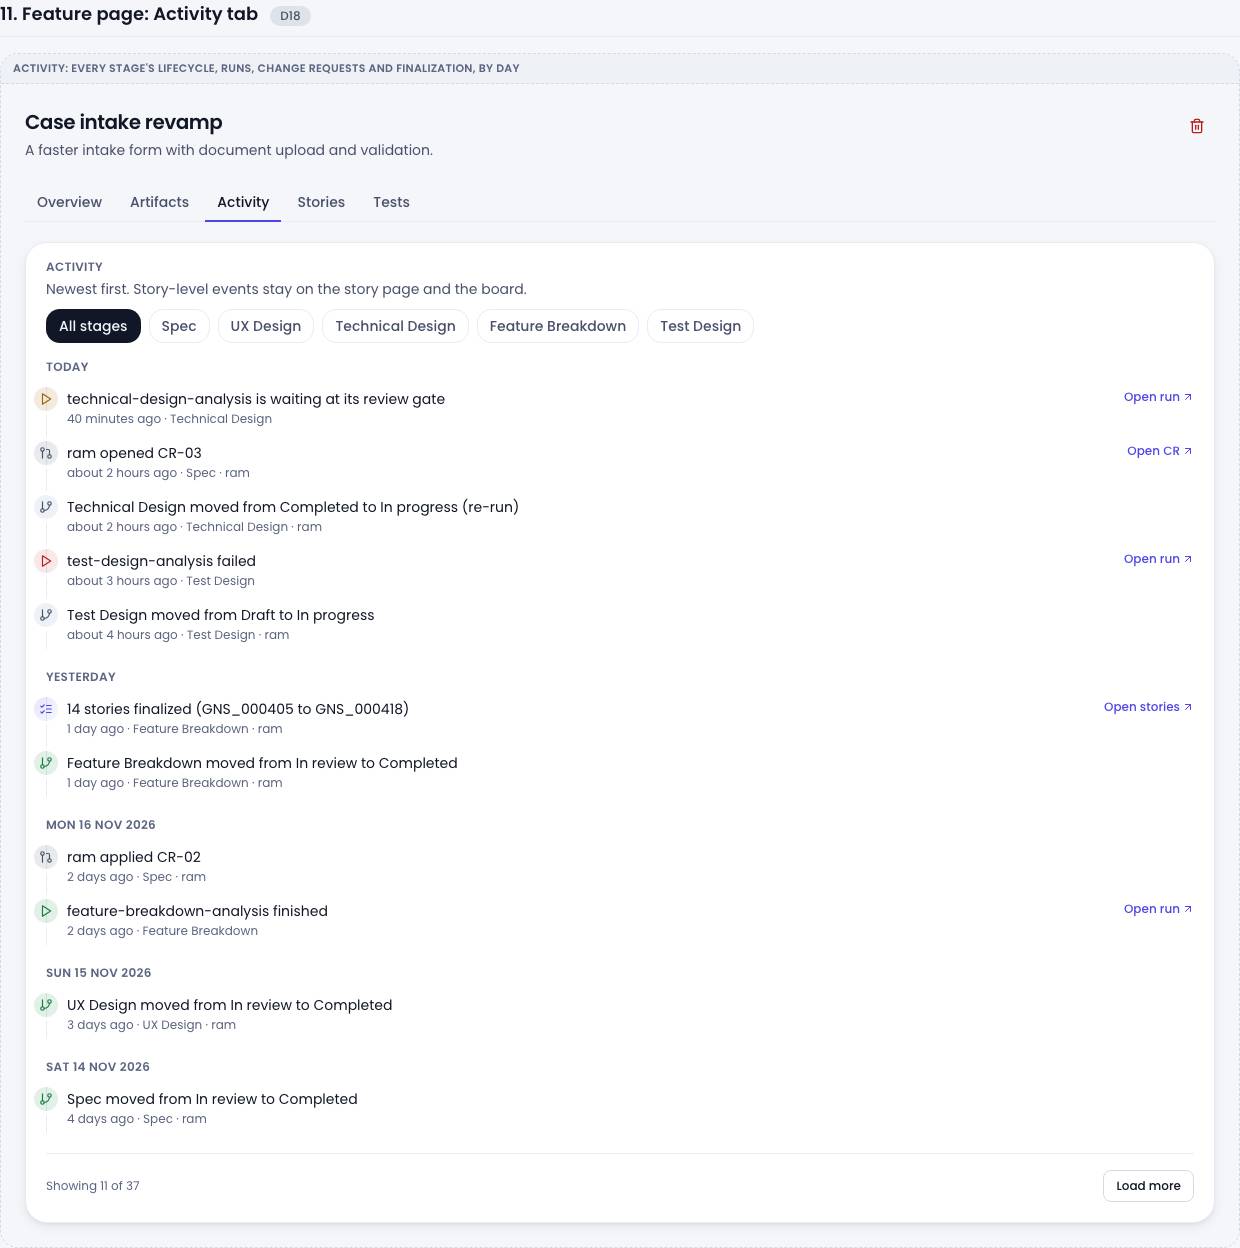 11. Feature page: Activity tab D18
ACTIVITY: EVERY STAGE'S LIFECYCLE, RUNS, CHANGE REQUESTS AND FINALIZATION, BY DAY
Case intake revamp
A faster intake form with document upload and validation.
Overview Artifacts Activity Stories Tests
ACTIVITY
Newest first. Story-level events stay on the story page and the board.
All stages Spec UX Design Technical Design Feature Breakdown Test Design
TODAY
technical-design-analysis is waiting at its review gate Open run
40 minutes ago · Technical Design
ram opened CR-03 Open CR
about 2 hours ago · Spec · ram
Technical Design moved from Completed to In progress (re-run)
about 2 hours ago · Technical Design · ram
test-design-analysis failed Open run
about 3 hours ago · Test Design
Test Design moved from Draft to In progress
about 4 hours ago · Test Design · ram
YESTERDAY
14 stories finalized (GNS_000405 to GNS_000418) Open stories
1 day ago · Feature Breakdown · ram
Feature Breakdown moved from In review to Completed
1 day ago · Feature Breakdown · ram
MON 16 NOV 2026
ram applied CR-02
2 days ago · Spec · ram
feature-breakdown-analysis finished Open run
2 days ago · Feature Breakdown
SUN 15 NOV 2026
UX Design moved from In review to Completed
3 days ago · UX Design · ram
SAT 14 NOV 2026
Spec moved from In review to Completed
4 days ago · Spec · ram
Showing 11 of 37 Load more